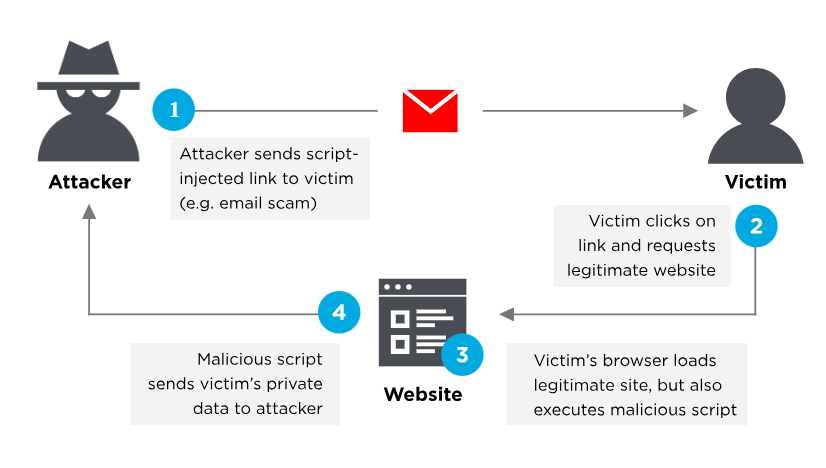 1
Attacker sends script-
injected link to victim
(e.g. email scam)
Attacker
Victim
2
Victim clicks on
link and requests
legitimate website
3
Website
Victim’s browser loads
legitimate site, but also
executes malicious script
4
Malicious script
sends victim’s private
data to attacker